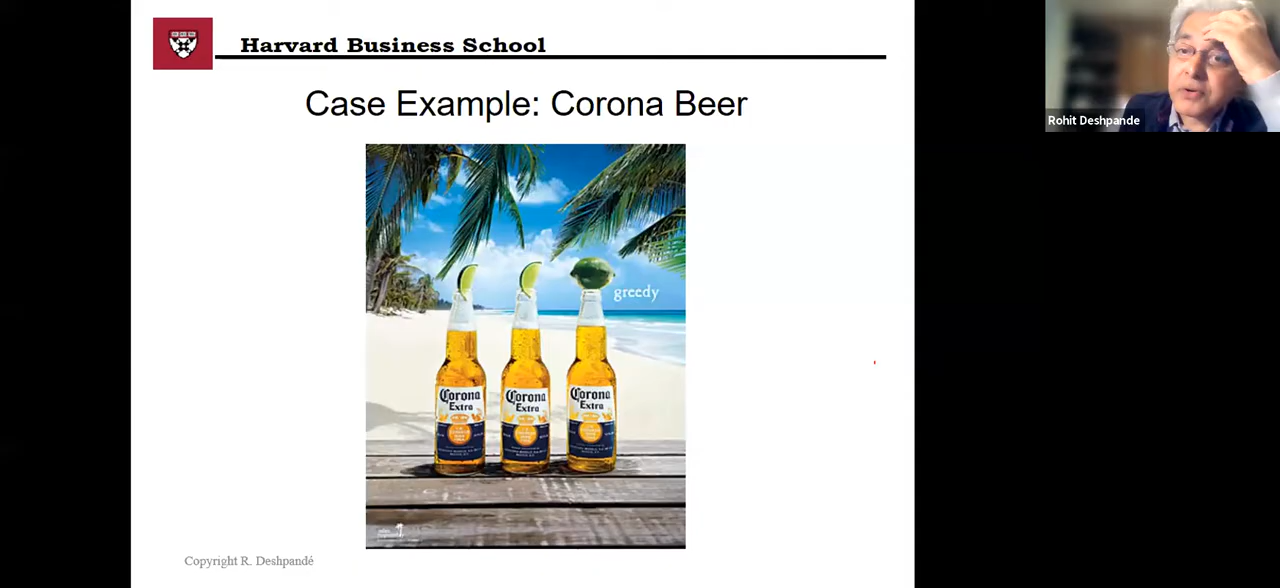 Harvard Business School
Rohit Deshpande
Case Example: Corona Beer
greedy
Corona Extra
Corona Extra
Corona Extra
Copyright R. Deshpandé